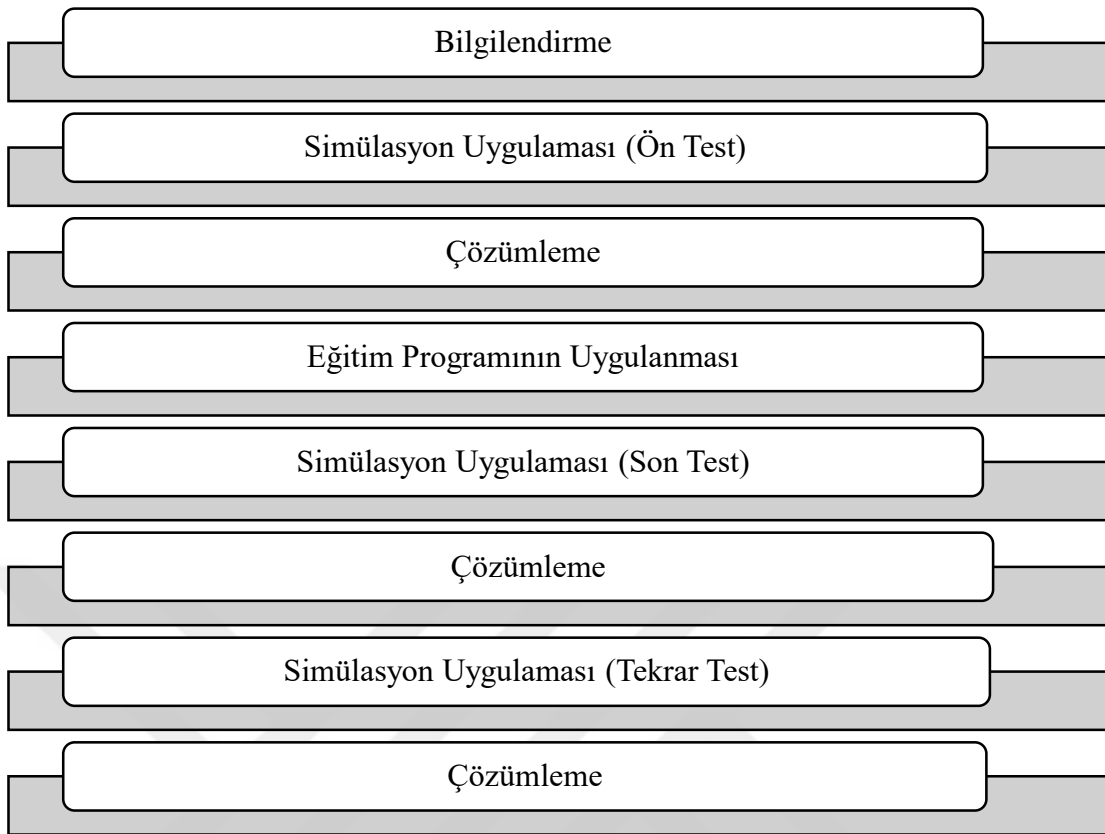 Bilgilendirme
Simülasyon Uygulaması (Ön Test)
Çözümleme
Eğitim Programının Uygulanması
Simülasyon Uygulaması (Son Test)
Çözümleme
Simülasyon Uygulaması (Tekrar Test)
Çözümleme